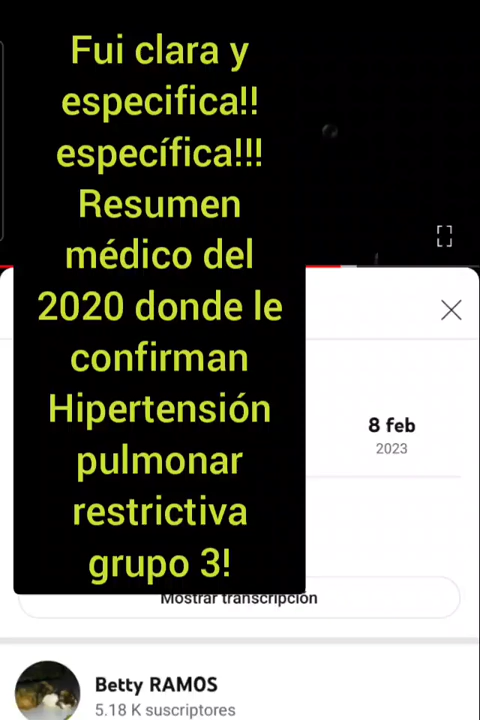 Fui clara y
especifica!!
específica!!!
Resumen
médico del
2020 donde le
confirman
Hipertensión
pulmonar
restrictiva
grupo 3!
8 feb
2023
Mostrar transcripción
Betty RAMOS
5.18 K suscriptores